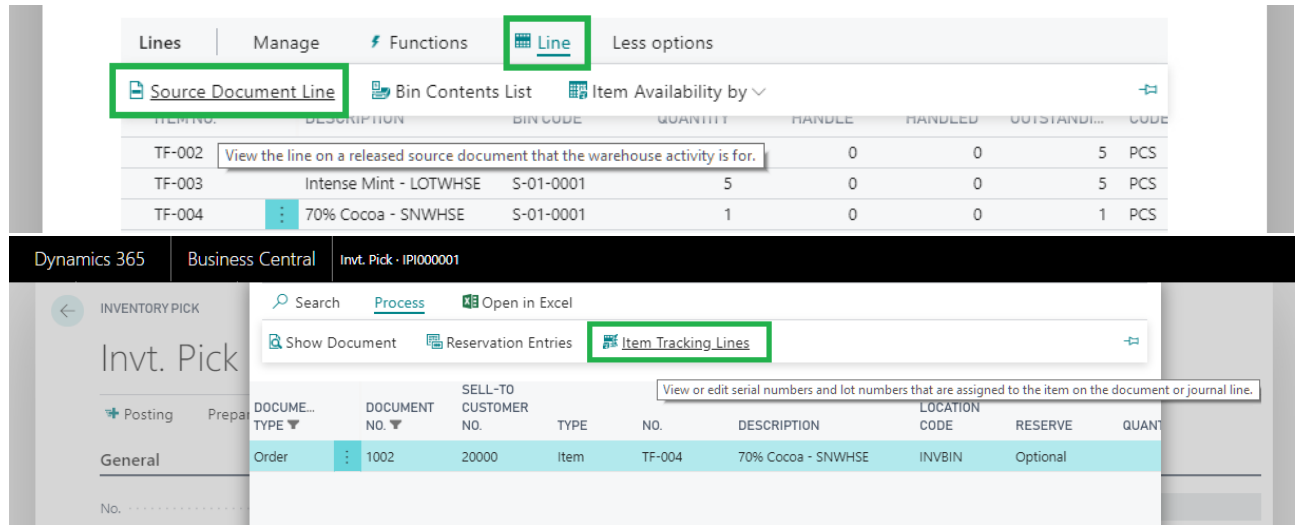 Lines Manage Functions Line Less options
Source Document Line Bin Contents List Item Availability by
ITEM NO. DESCRIPTION BIN CODE QUANTITY HANDLE HANDLED OUTSTANDI... CODE
TF-002 View the line on a released source document that the warehouse activity is for. 0 0 5 PCS
TF-003 Intense Mint - LOTWHSE S-01-0001 5 0 0 5 PCS
TF-004 70% Cocoa - SNWHSE S-01-0001 1 0 0 1 PCS
Dynamics 365 Business Central Invt. Pick · IPI000001
INVENTORY PICK Search Process Open in Excel
Show Document Reservation Entries Item Tracking Lines
Invt. Pick
View or edit serial numbers and lot numbers that are assigned to the item on the document or journal line.
Posting Prepar
DOCUME... TYPE DOCUMENT NO. SELL-TO CUSTOMER NO. TYPE NO. DESCRIPTION LOCATION CODE RESERVE QUANT
General Order 1002 20000 Item TF-004 70% Cocoa - SNWHSE INVBIN Optional
No.